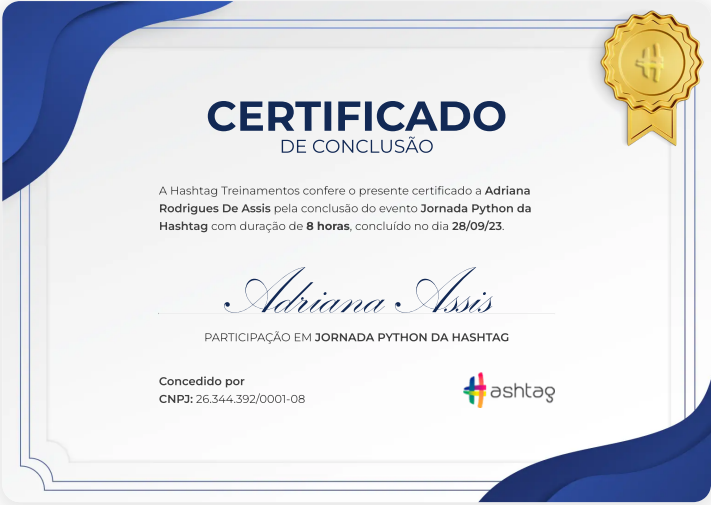 CERTIFICADO
DE CONCLUSÃO
A Hashtag Treinamentos confere o presente certificado a Adriana
Rodrigues De Assis pela conclusão do evento Jornada Python da
Hashtag com duração de 8 horas, concluído no dia 28/09/23.
Adriana Assis
PARTICIPAÇÃO EM JORNADA PYTHON DA HASHTAG
Concedido por
CNPJ: 26.344.392/0001-08
#ashtag